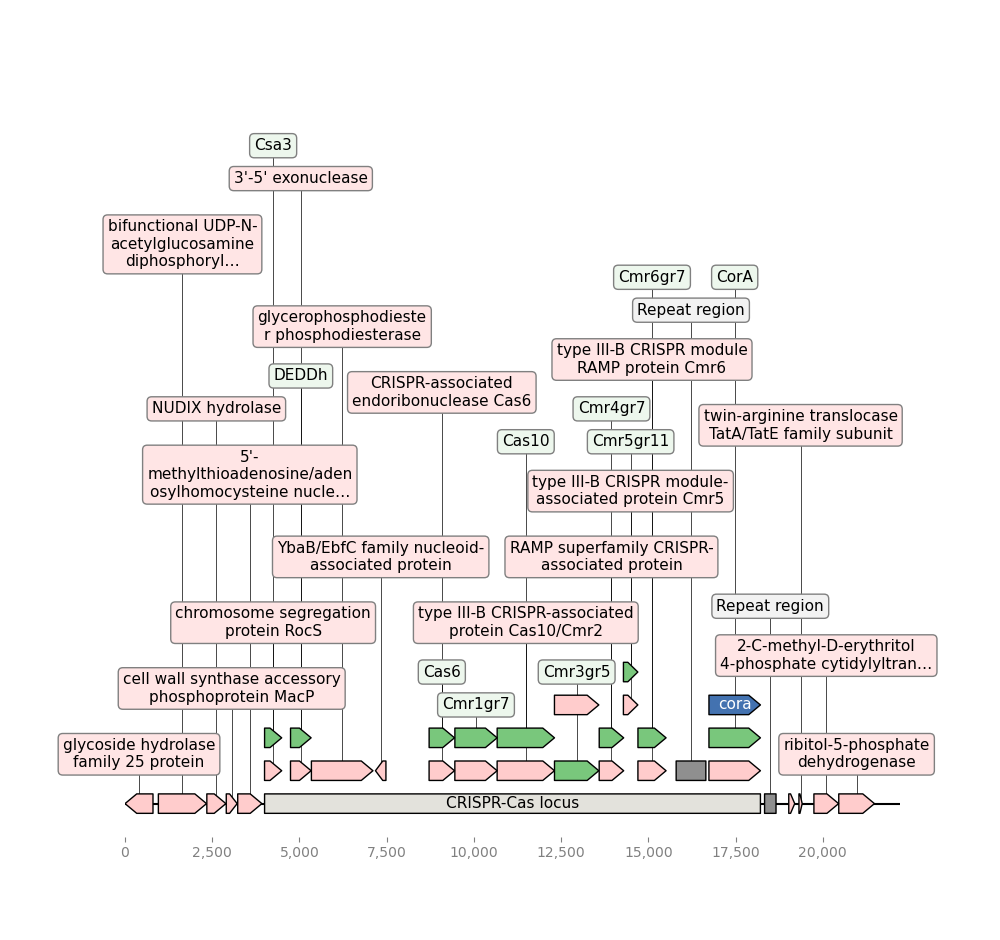 Csa3
3'-5' exonuclease
bifunctional UDP-N-
acetylglucosamine
diphosphoryl…
Cmr6gr7
CorA
Repeat region
glycerophosphodieste
r phosphodiesterase
type III-B CRISPR module
RAMP protein Cmr6
DEDDh
CRISPR-associated
endoribonuclease Cas6
NUDIX hydrolase
Cmr4gr7
twin-arginine translocase
TatA/TatE family subunit
Cas10
Cmr5gr11
5'-
methylthioadenosine/aden
osylhomocysteine nucle…
type III-B CRISPR module-
associated protein Cmr5
YbaB/EbfC family nucleoid-
associated protein
RAMP superfamily CRISPR-
associated protein
Repeat region
chromosome segregation
protein RocS
type III-B CRISPR-associated
protein Cas10/Cmr2
2-C-methyl-D-erythritol
4-phosphate cytidylyltran…
Cas6
Cmr3gr5
cell wall synthase accessory
phosphoprotein MacP
Cmr1gr7
cora
glycoside hydrolase
family 25 protein
ribitol-5-phosphate
dehydrogenase
CRISPR-Cas locus
0 2,500 5,000 7,500 10,000 12,500 15,000 17,500 20,000